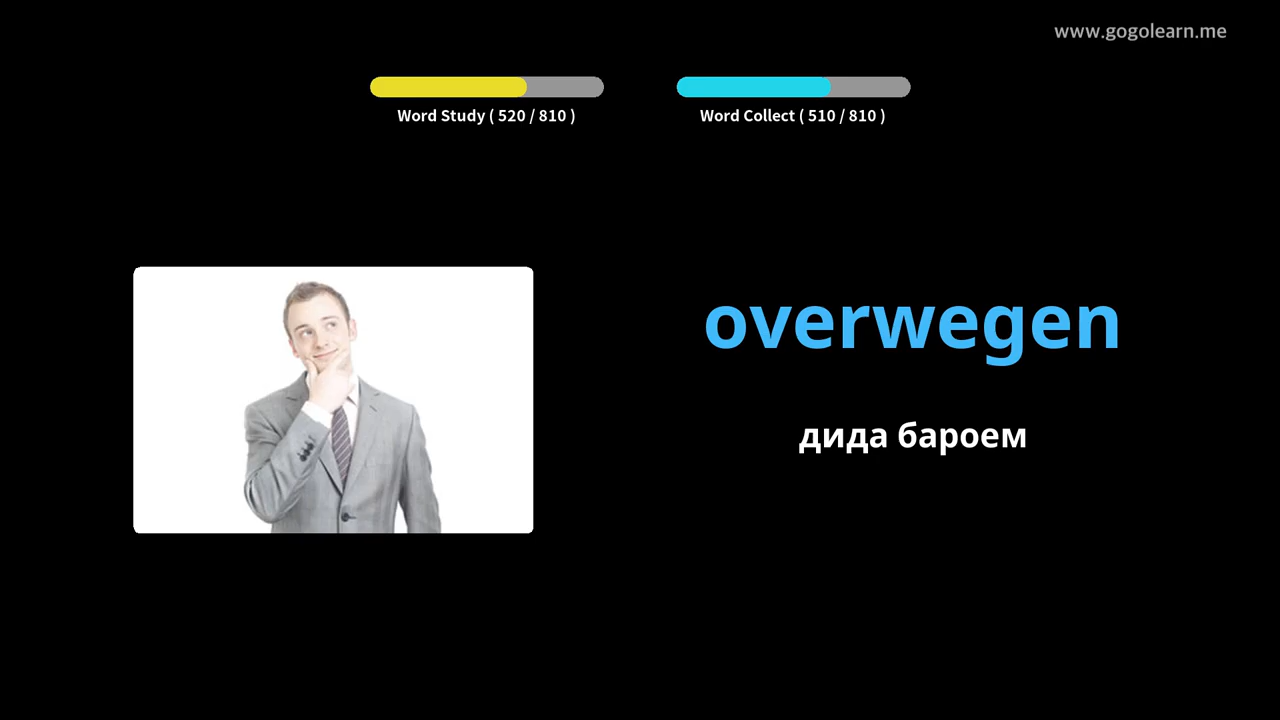 www.gogolearn.me
Word Study ( 520 / 810 )
Word Collect ( 510 / 810 )
overwegen
дида бароем